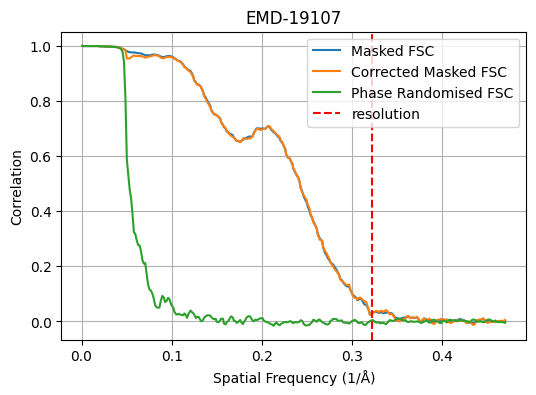 EMD-19107
Masked FSC
Corrected Masked FSC
Phase Randomised FSC
resolution
Correlation
1.0
0.8
0.6
0.4
0.2
0.0
0.0 0.1 0.2 0.3 0.4
Spatial Frequency (1/Å)